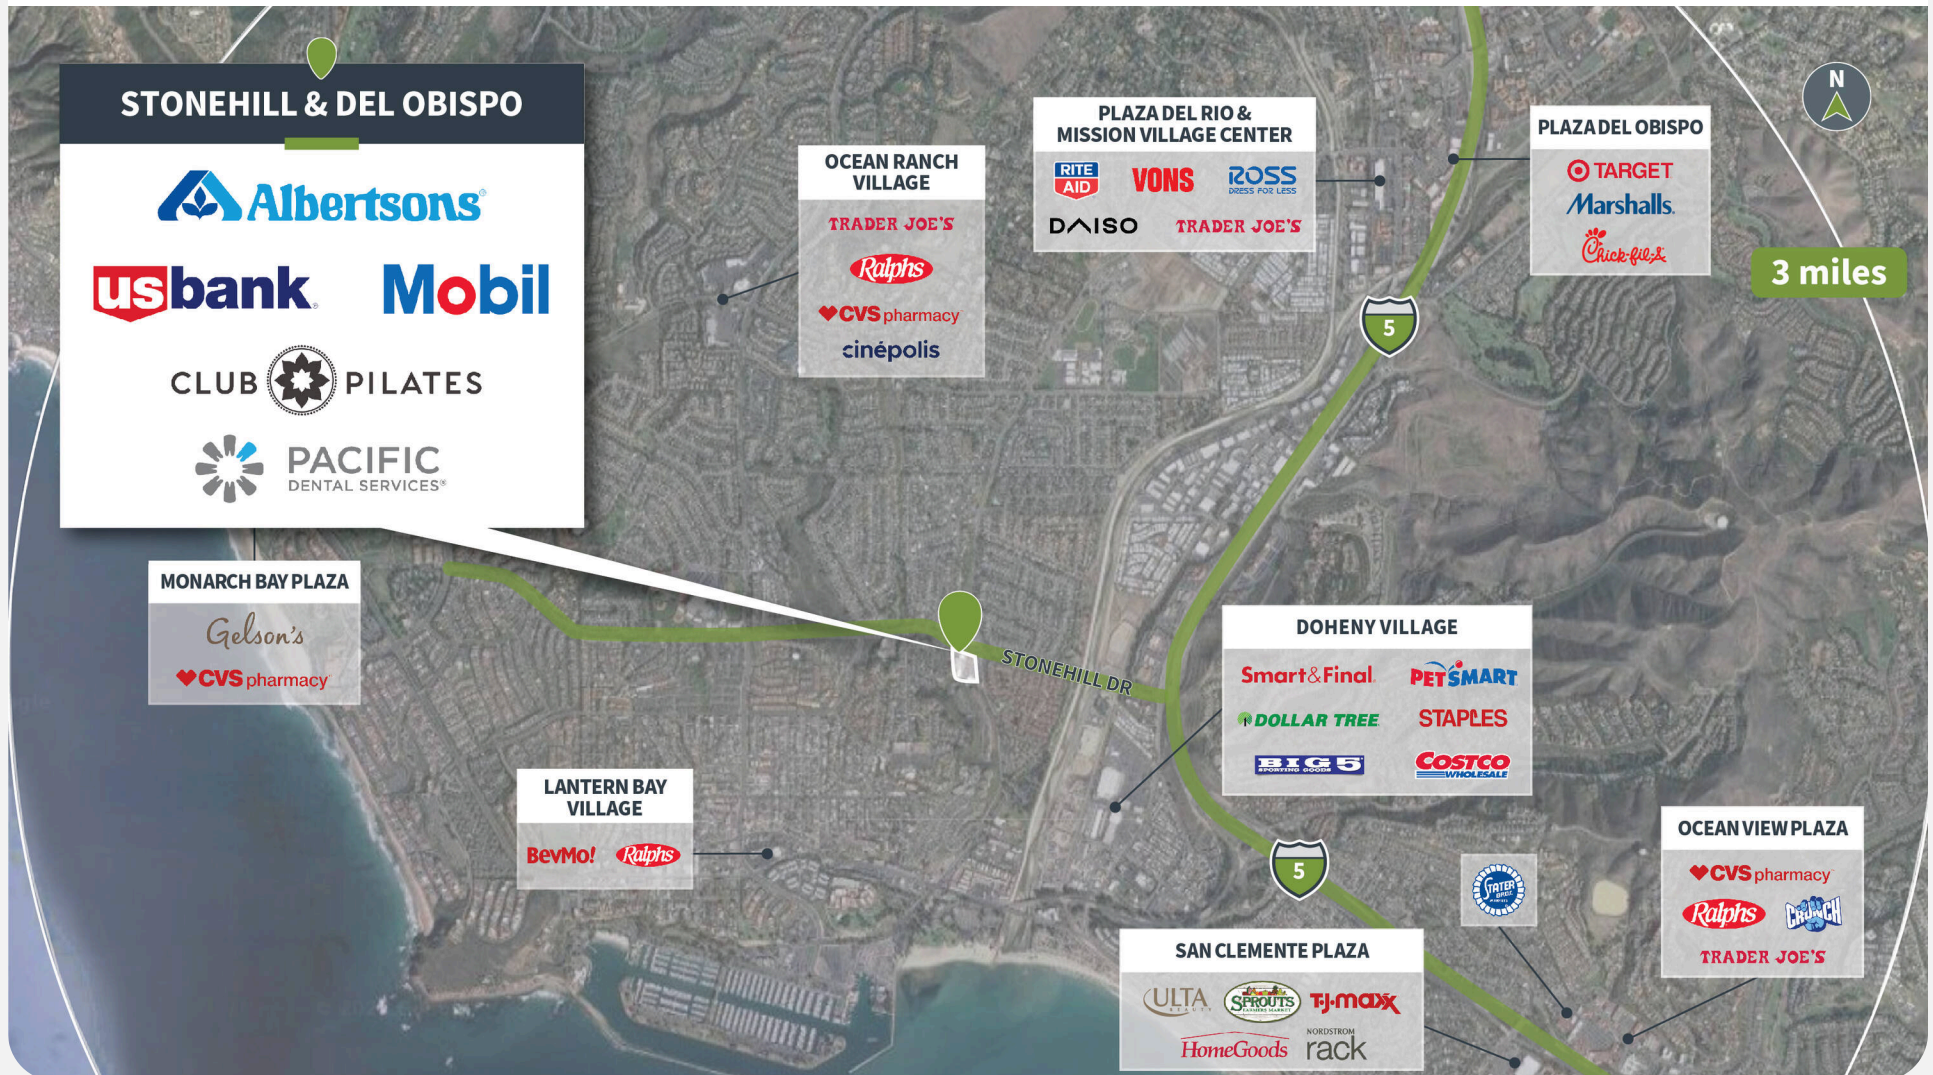 STONEHILL & DEL OBISPO
Albertsons
usbank
Mobil
CLUB PILATES
PACIFIC
DENTAL SERVICES®
OCEAN RANCH
VILLAGE
TRADER JOE'S
Ralphs
CVS pharmacy
cinépolis
PLAZA DEL RIO &
MISSION VILLAGE CENTER
RITE
AID
VONS
ROSS
DRESS FOR LESS
DAISO
TRADER JOE'S
PLAZA DEL OBISPO
TARGET
Marshalls.
Chick-fil-A
N
3 miles
5
MONARCH BAY PLAZA
Gelson's
CVS pharmacy
STONEHILL DR
DOHENY VILLAGE
Smart&Final.
PETSMART
DOLLAR TREE
STAPLES
BIG 5
SPORTING GOODS
COSTCO
WHOLESALE
LANTERN BAY
VILLAGE
BevMo!
Ralphs
5
STATER
BROS.
MARKETS
OCEAN VIEW PLAZA
CVS pharmacy
Ralphs
CRUNCH
TRADER JOE'S
SAN CLEMENTE PLAZA
ULTA
BEAUTY
SPROUTS
FARMERS MARKET
T·J·maxx
HomeGoods
NORDSTROM
rack